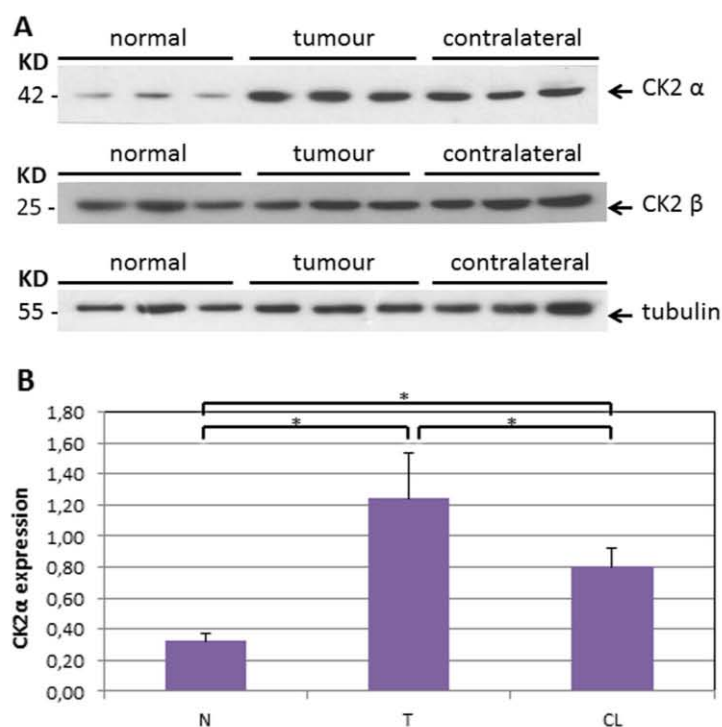 A
normal tumour contralateral
KD
42 - CK2 α
normal tumour contralateral
KD
25 - CK2 β
normal tumour contralateral
KD
55 - tubulin
B
* 
* *
1,80
1,60
1,40
1,20
1,00
0,80
0,60
0,40
0,20
0,00
CK2α expression
N T CL